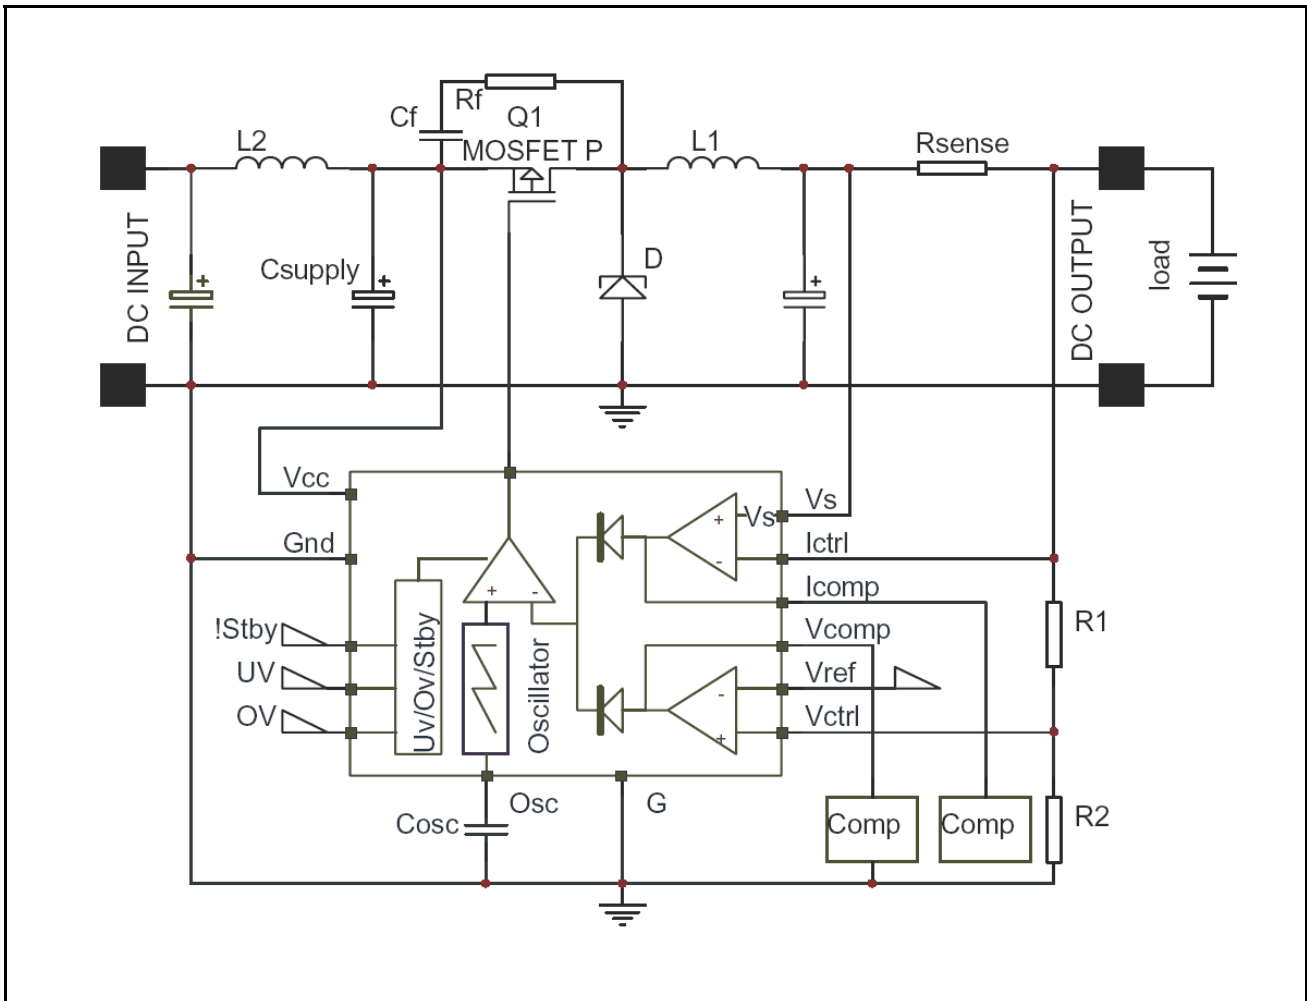 Rf
Cf
Q1
L2
MOSFET P
L1
Rsense
DC INPUT
Csupply
+
+
D
+
DC OUTPUT
load
Vcc
Vs
Vs
+
Gnd
Ictrl
-
+
-
Icomp
!Stby
Vcomp
R1
UV
Vref
-
OV
Uv/Ov/Stby
Oscillator
Vctrl
+
Osc
G
Cosc
Comp
Comp
R2